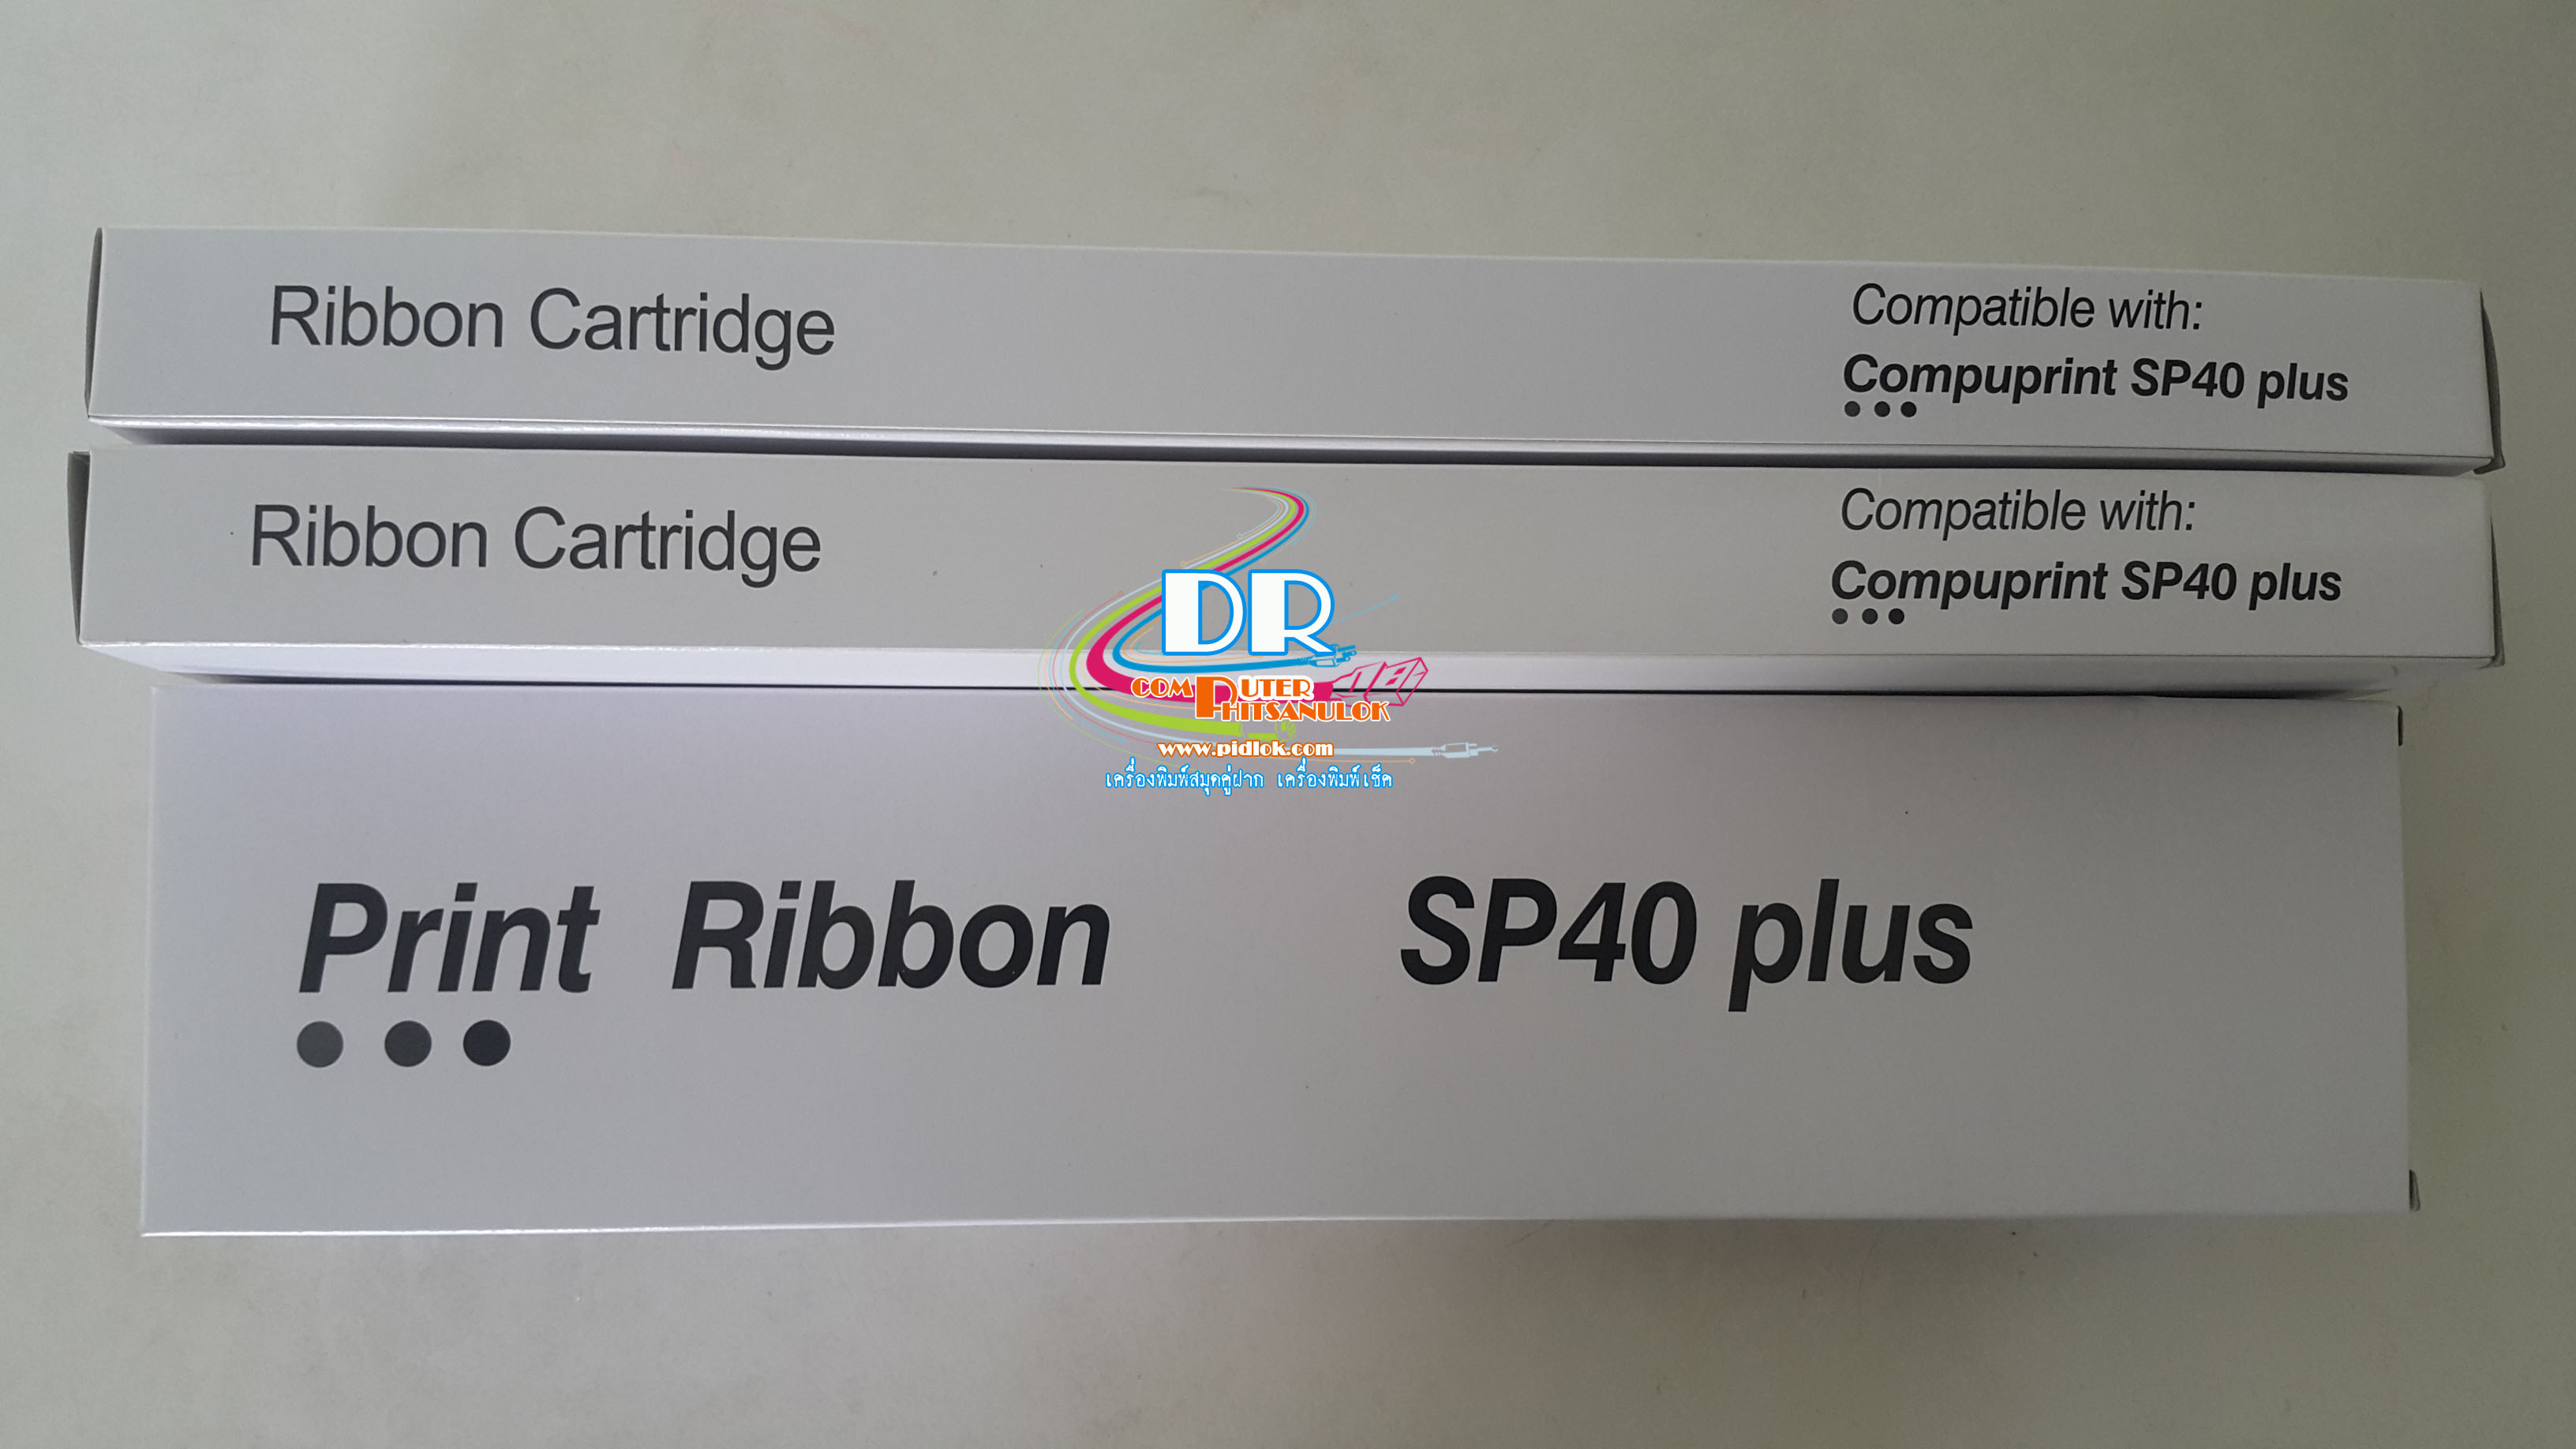 Ribbon Cartridge
Compatible with:
Compuprint SP40 plus
Ribbon Cartridge
Compatible with:
Compuprint SP40 plus
DR
COMPUTER
PHITSANULOK
www.pidlok.com
เครื่องพิมพ์สมุดคู่ฝาก เครื่องพิมพ์เช็ค
Print Ribbon SP40 plus